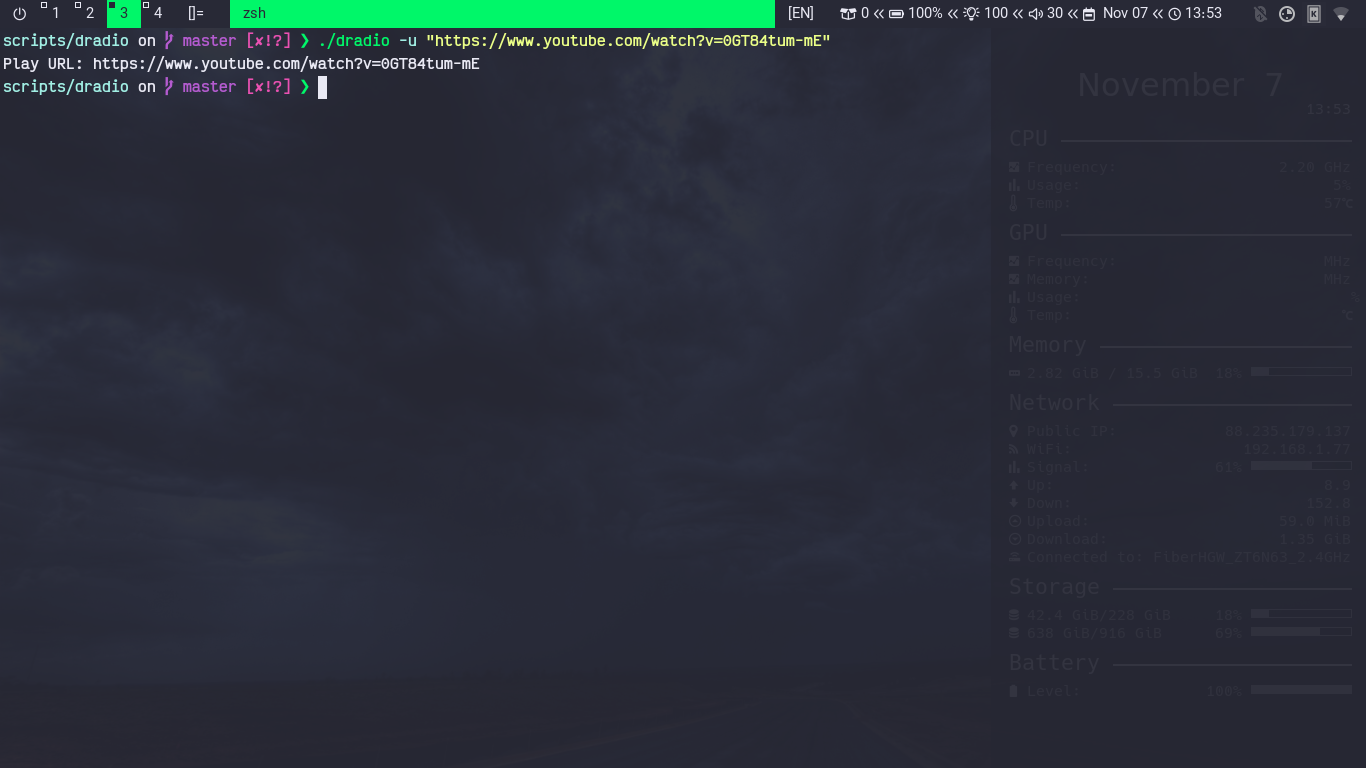 1 2 3 4 []= zsh [EN] 0 << 100% << 100 << 30 << Nov 07 << 13:53
scripts/dradio on master [✘!?] ❯ ./dradio -u "https://www.youtube.com/watch?v=0GT84tum-mE"
Play URL: https://www.youtube.com/watch?v=0GT84tum-mE
scripts/dradio on master [✘!?] ❯
November 7
13:53
CPU
Frequency: 2.20 GHz
Usage: 5%
Temp: 57℃
GPU
Frequency: MHz
Memory: MHz
Usage: %
Temp: ℃
Memory
2.82 GiB / 15.5 GiB 18%
Network
Public IP: 88.235.179.137
WiFi: 192.168.1.77
Signal: 61%
Up: 8.9
Down: 152.0
Upload: 59.0 MiB
Download: 1.35 GiB
Connected to: FiberHGW_ZT6N63_2.4GHz
Storage
42.4 GiB/228 GiB 18%
638 GiB/916 GiB 69%
Battery
Level: 100%